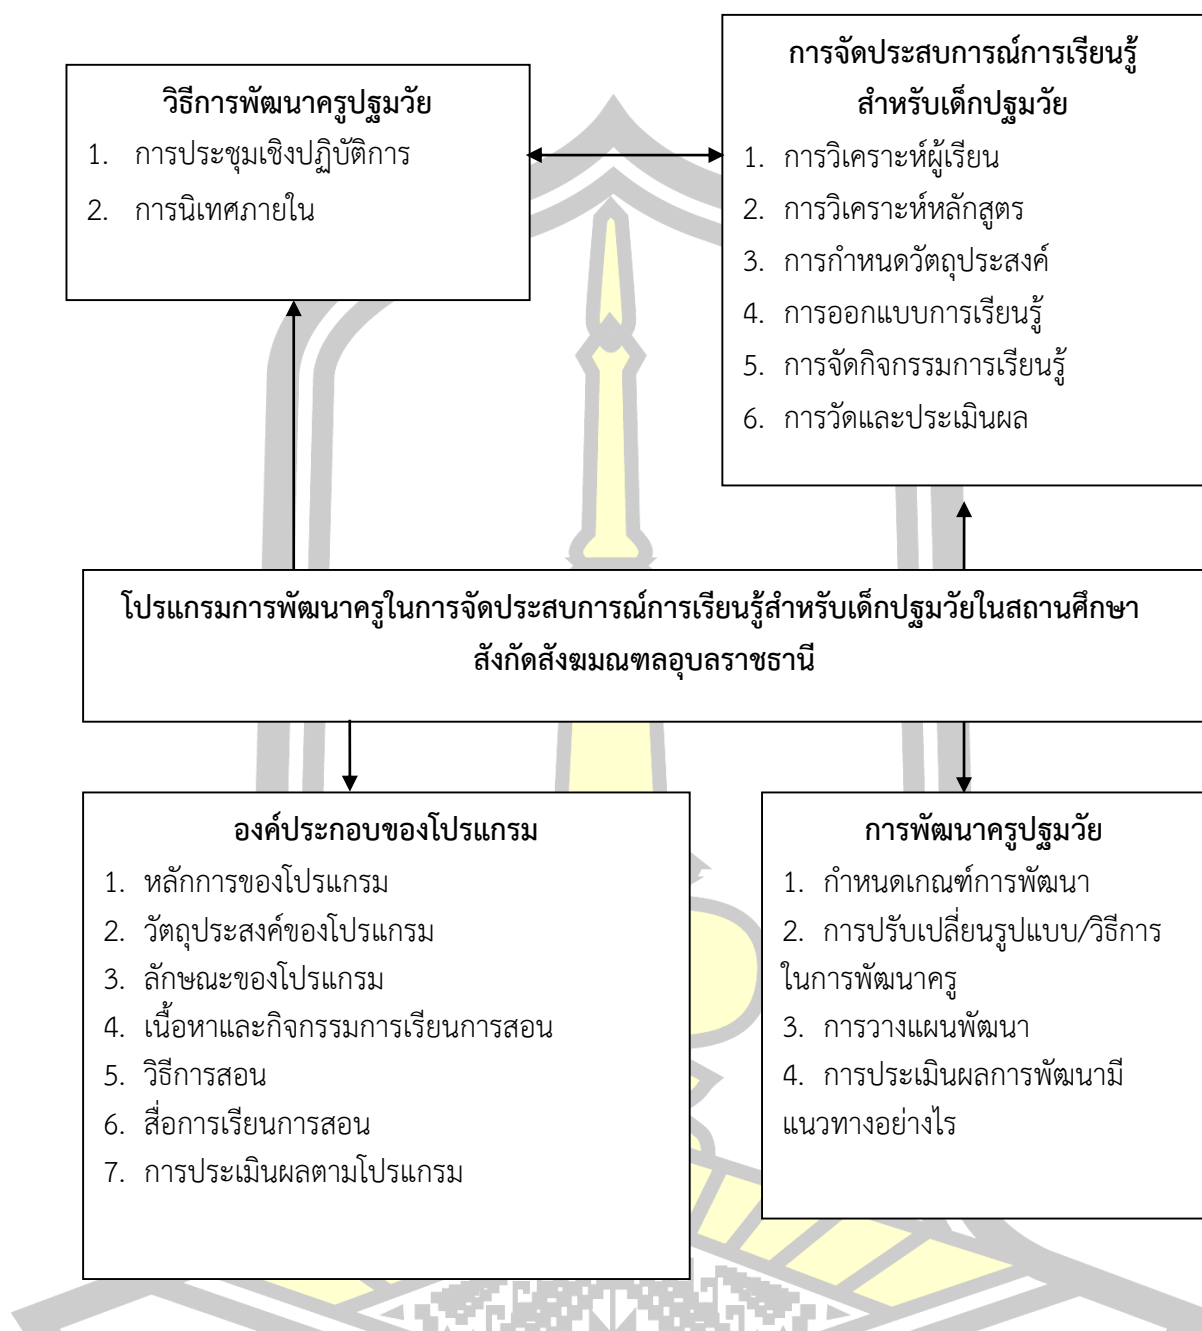 วิธีการพัฒนาครูปฐมวัย
1. การประชุมเชิงปฏิบัติการ
2. การนิเทศภายใน
การจัดประสบการณ์การเรียนรู้
สำหรับเด็กปฐมวัย
1. การวิเคราะห์ผู้เรียน
2. การวิเคราะห์หลักสูตร
3. การกำหนดวัตถุประสงค์
4. การออกแบบการเรียนรู้
5. การจัดกิจกรรมการเรียนรู้
6. การวัดและประเมินผล
โปรแกรมการพัฒนาครูในการจัดประสบการณ์การเรียนรู้สำหรับเด็กปฐมวัยในสถานศึกษา
สังกัดสังฆมณฑลอุบลราชธานี
องค์ประกอบของโปรแกรม
1. หลักการของโปรแกรม
2. วัตถุประสงค์ของโปรแกรม
3. ลักษณะของโปรแกรม
4. เนื้อหาและกิจกรรมการเรียนการสอน
5. วิธีการสอน
6. สื่อการเรียนการสอน
7. การประเมินผลตามโปรแกรม
การพัฒนาครูปฐมวัย
1. กำหนดเกณฑ์การพัฒนา
2. การปรับเปลี่ยนรูปแบบ/วิธีการ
ในการพัฒนาครู
3. การวางแผนพัฒนา
4. การประเมินผลการพัฒนามี
แนวทางอย่างไร